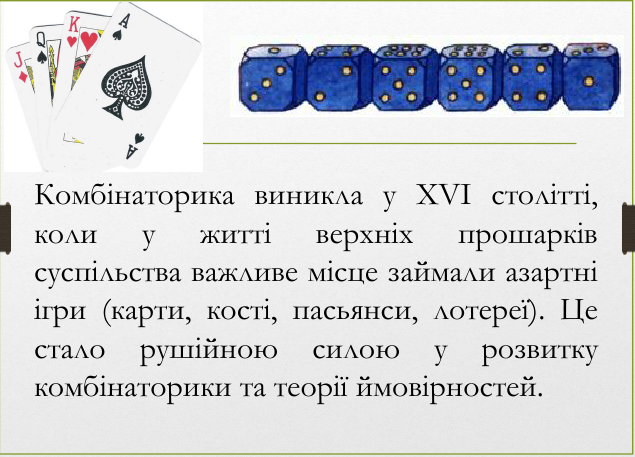 J
Q
K
A
A
Комбінаторика виникла у XVI столітті,
коли у житті верхніх прошарків
суспільства важливе місце займали азартні
ігри (карти, кості, пасьянси, лотереї). Це
стало рушійною силою у розвитку
комбінаторики та теорії ймовірностей.